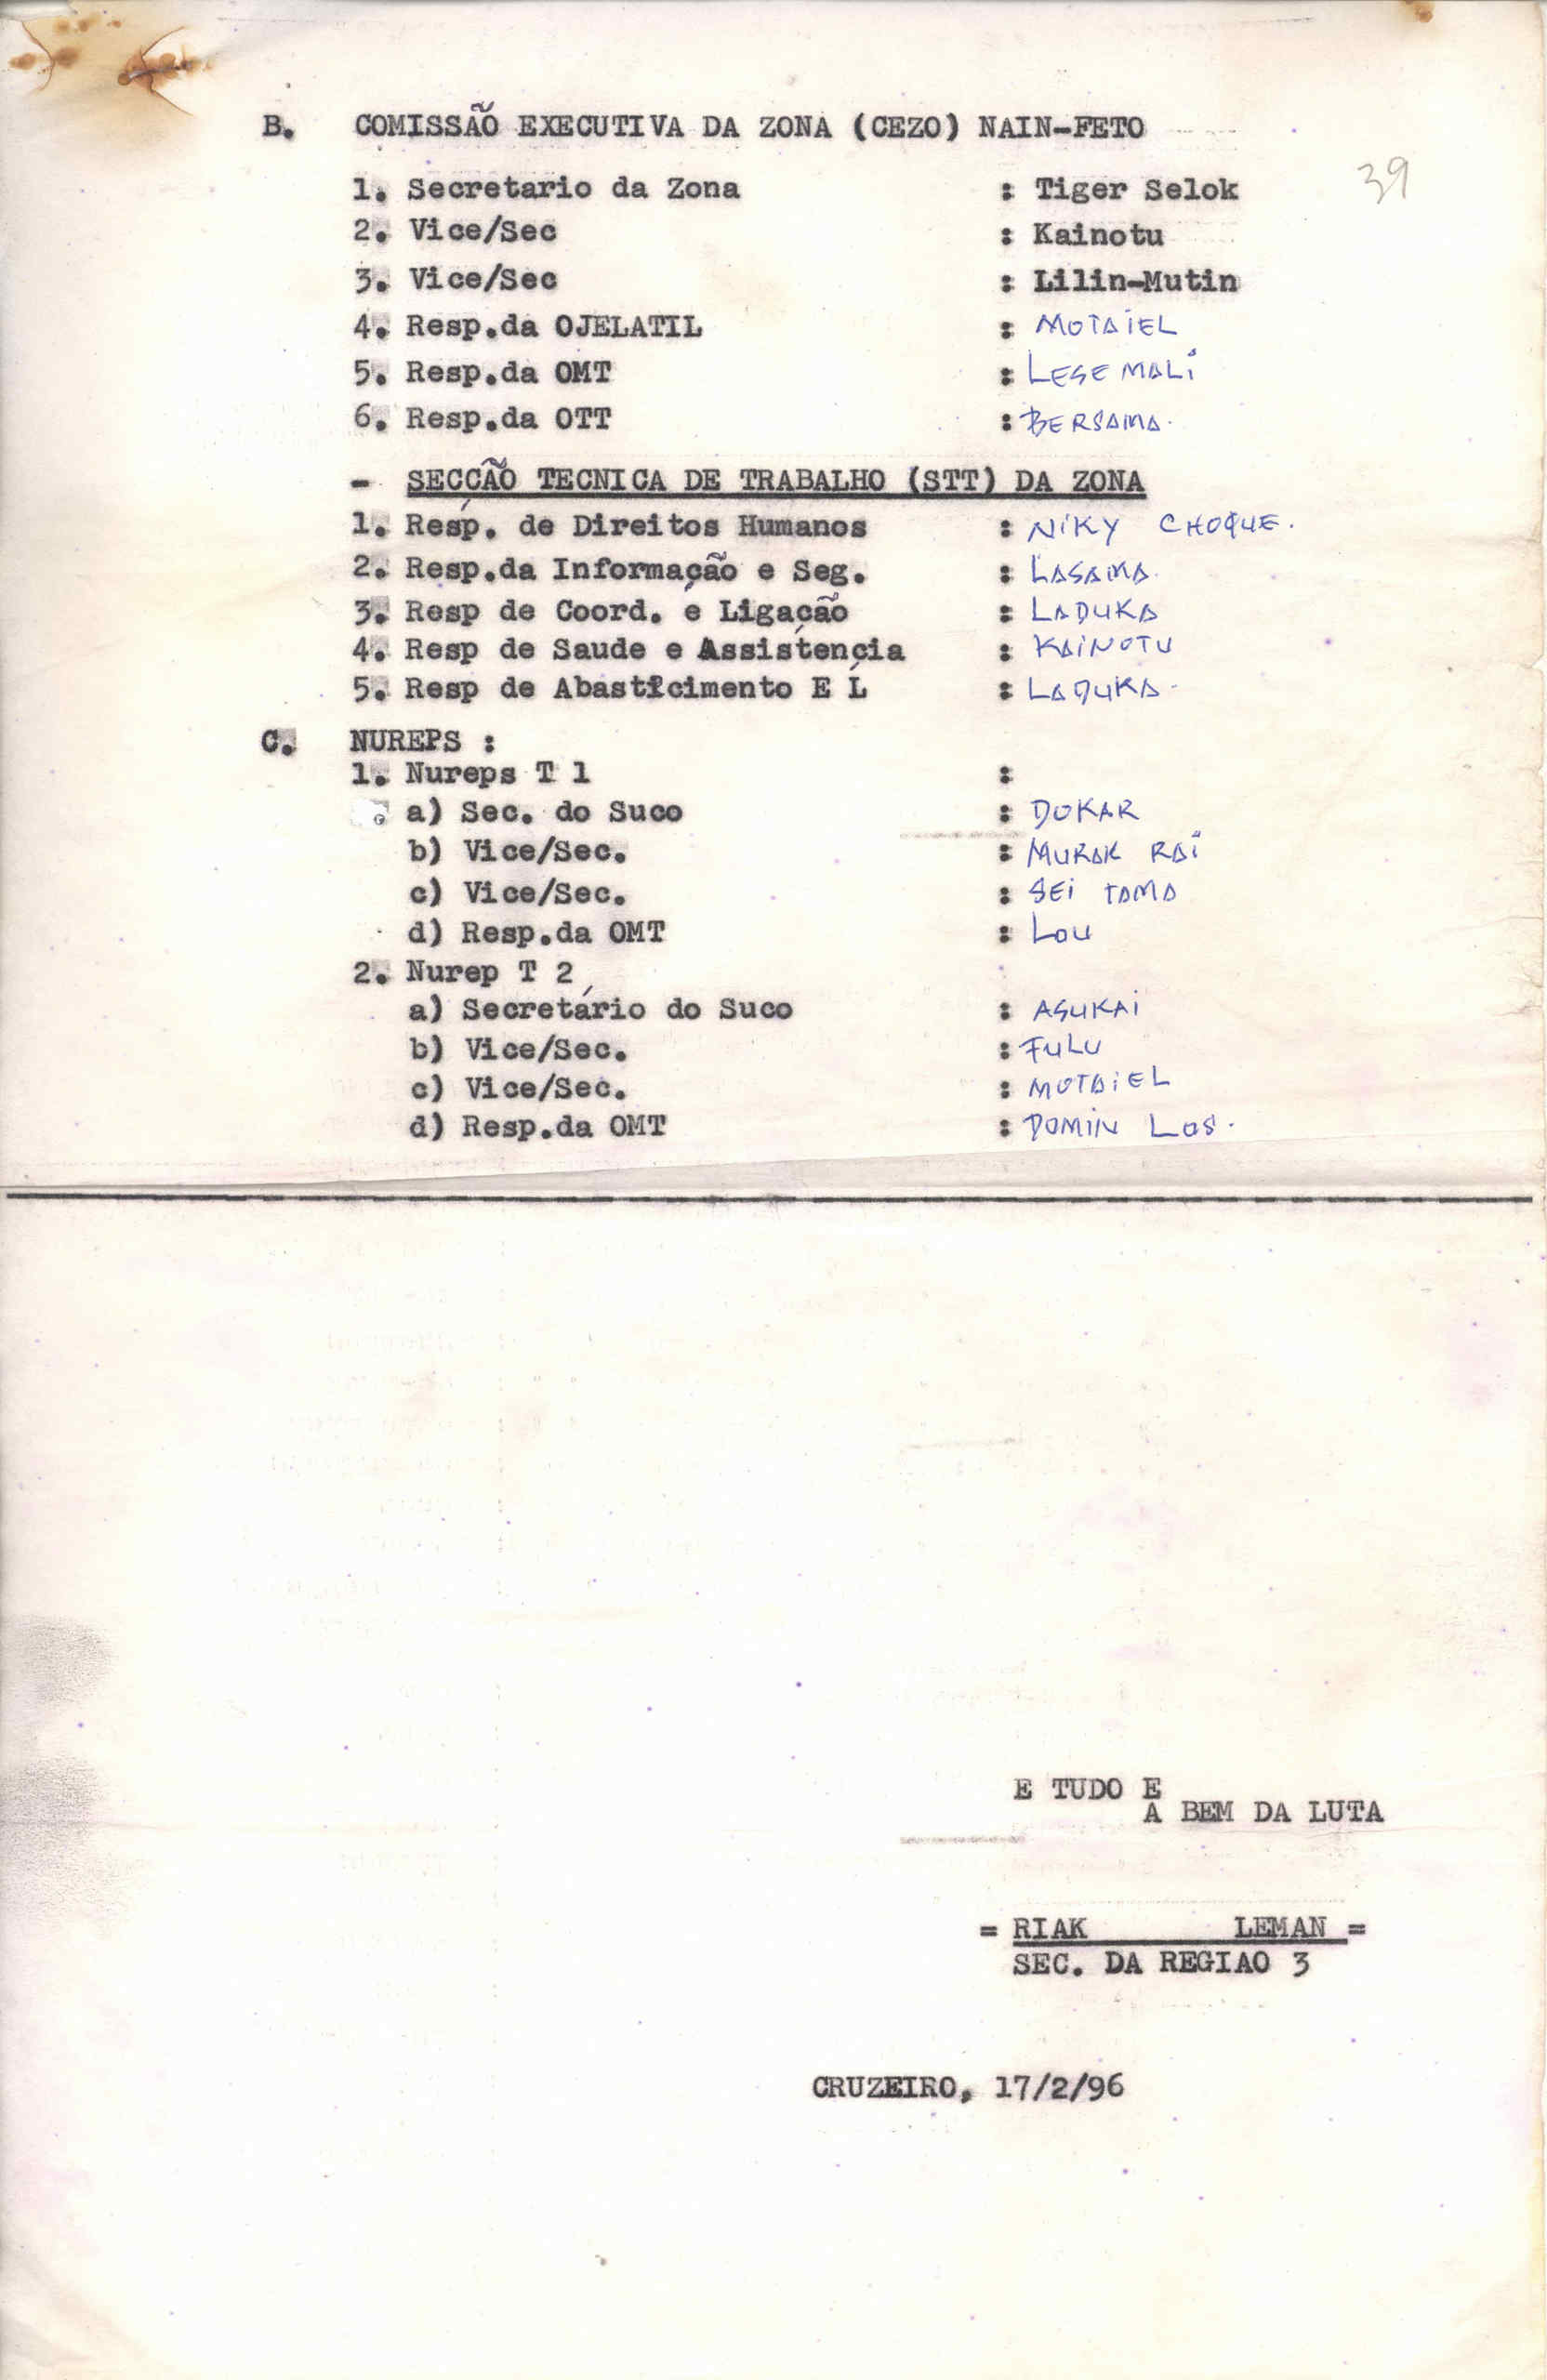 B. COMISSÃO EXECUTIVA DA ZONA (CEZO) NAIN-FETO
39
1. Secretario da Zona : Tiger Selok
2. Vice/Sec : Kainotu
3. Vice/Sec : Lilin-Mutin
4. Resp.da OJELATIL : MOTAIEL
5. Resp.da OMT : LESE MALI
6. Resp.da OTT : BERSAMA.
- SECÇÃO TECNICA DE TRABALHO (STT) DA ZONA
1. Resp. de Direitos Humanos : NIKY CHOQUE.
2. Resp.da Informação e Seg. : LASAMA.
3. Resp de Coord. e Ligação : LADUKA
4. Resp de Saude e Assistencia : KAINOTU
5. Resp de Abasticimento E L : LADUKA.
C. NUREPS :
1. Nureps T 1 :
a) Sec. do Suco : DOKAR
b) Vice/Sec. : MURAK RAI
c) Vice/Sec. : SEI TAMA
d) Resp.da OMT : LOU
2. Nurep T 2
a) Secretário do Suco : ASUKAI
b) Vice/Sec. : FULU
c) Vice/Sec. : MOTAIEL
d) Resp.da OMT : DOMIN LOS.
E TUDO E
A BEM DA LUTA
= RIAK LEMAN =
SEC. DA REGIAO 3
CRUZEIRO, 17/2/96